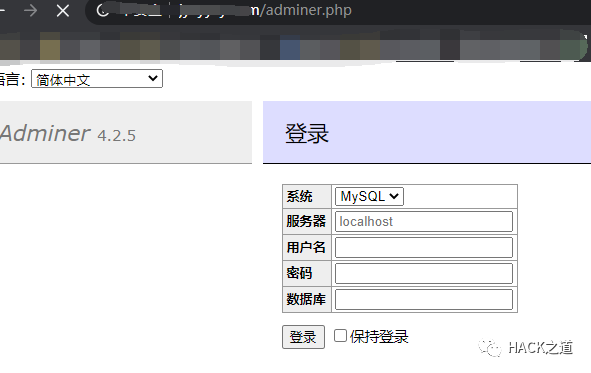 om/adminer.php
语言: 简体中文
Adminer 4.2.5
登录
系统 MySQL
服务器 localhost
用户名
密码
数据库
登录 保持登录
HACK之道